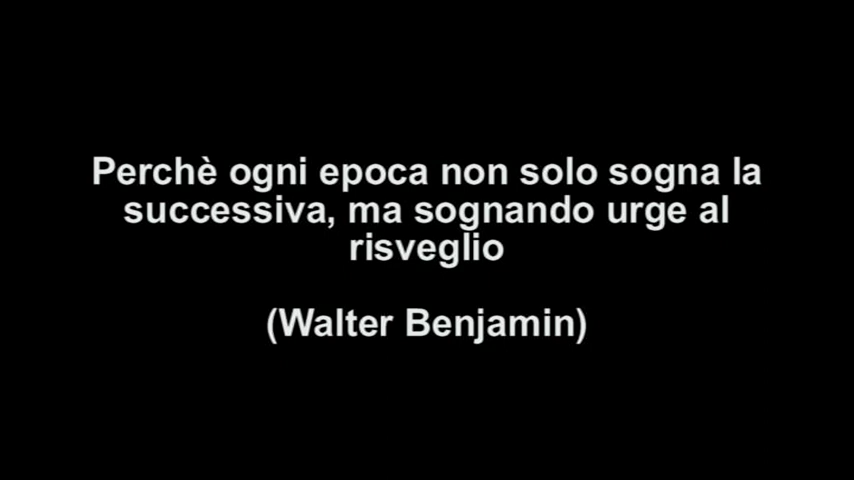 Perchè ogni epoca non solo sogna la
successiva, ma sognando urge al
risveglio
(Walter Benjamin)